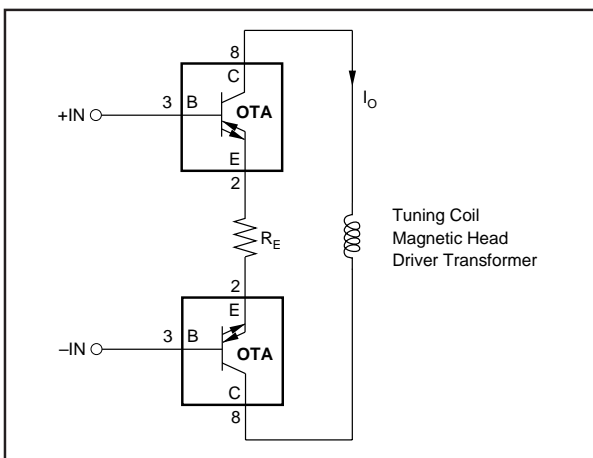 8
C
3 B
OTA
+IN
E
2
I_O
R_E
Tuning Coil
Magnetic Head
Driver Transformer
2
E
3 B
OTA
–IN
C
8